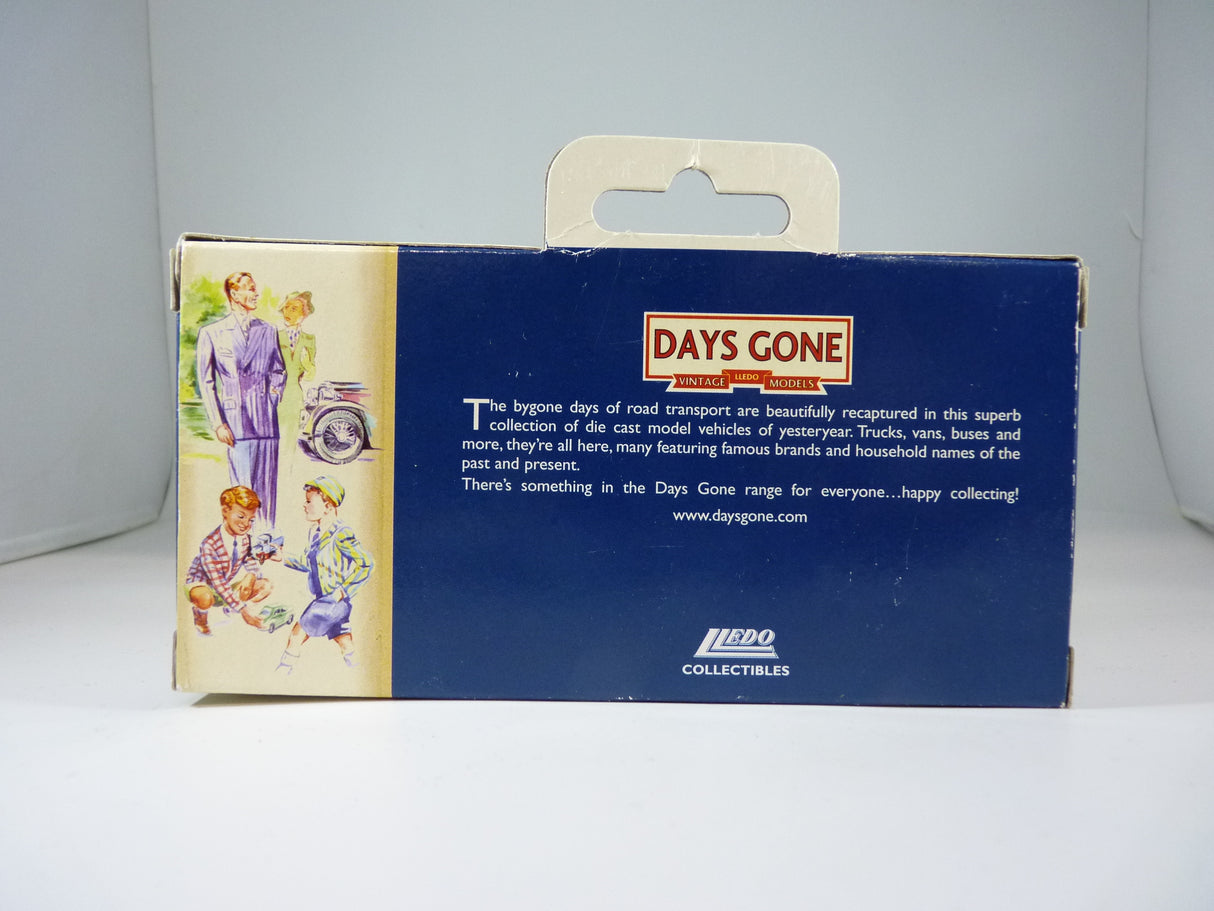 DAYS GONE
VINTAGE LLEDO MODELS
The bygone days of road transport are beautifully recaptured in this superb
collection of die cast model vehicles of yesteryear. Trucks, vans, buses and
more, they're all here, many featuring famous brands and household names of the
past and present.
There's something in the Days Gone range for everyone...happy collecting!
www.daysgone.com
LLEDO
COLLECTIBLES